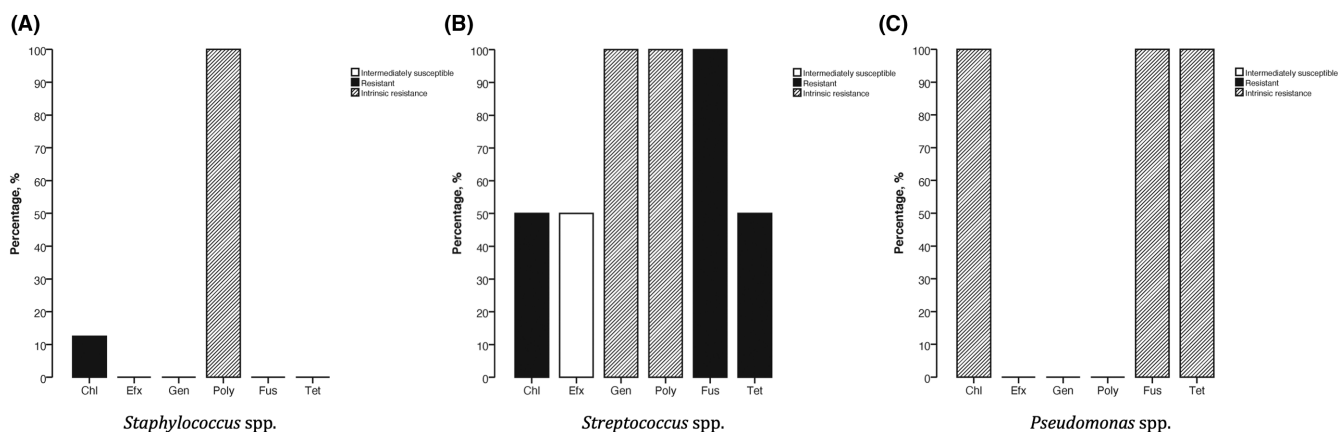 (A)
Percentage, %
100
90
80
70
60
50
40
30
20
10
0
Chl Efx Gen Poly Fus Tet
Intermediately susceptible
Resistant
Intrinsic resistance
Staphylococcus spp.
(B)
Percentage, %
100
90
80
70
60
50
40
30
20
10
0
Chl Efx Gen Poly Fus Tet
Intermediately susceptible
Resistant
Intrinsic resistance
Streptococcus spp.
(C)
Percentage, %
100
90
80
70
60
50
40
30
20
10
0
Chl Efx Gen Poly Fus Tet
Intermediately susceptible
Resistant
Intrinsic resistance
Pseudomonas spp.